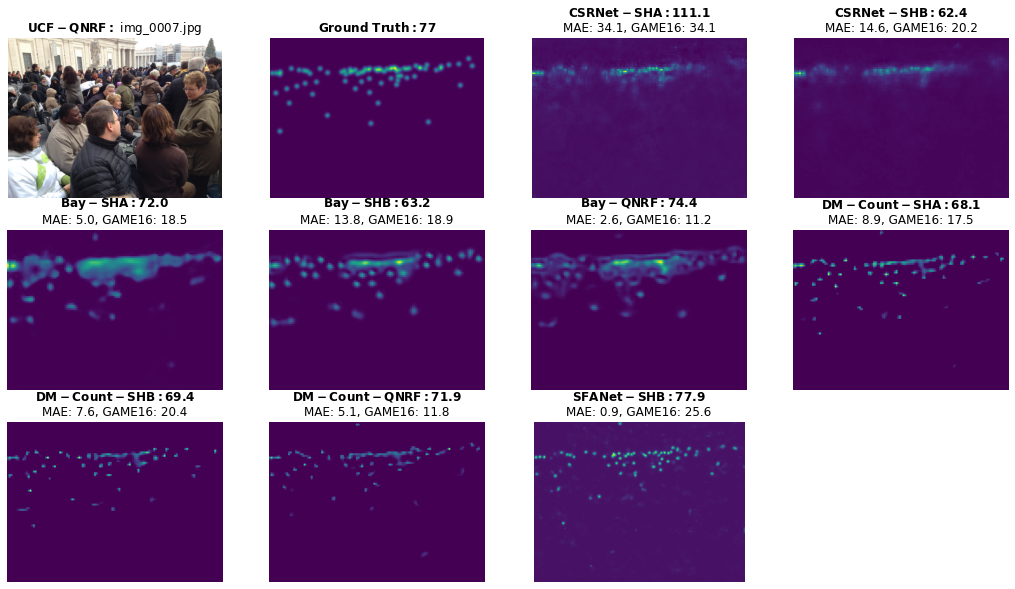 UCF − QNRF : img_0007.jpg
Ground Truth : 77
CSRNet − SHA : 111.1
MAE: 34.1, GAME16: 34.1
CSRNet − SHB : 62.4
MAE: 14.6, GAME16: 20.2
Bay − SHA : 72.0
MAE: 5.0, GAME16: 18.5
Bay − SHB : 63.2
MAE: 13.8, GAME16: 18.9
Bay − QNRF : 74.4
MAE: 2.6, GAME16: 11.2
DM − Count − SHA : 68.1
MAE: 8.9, GAME16: 17.5
DM − Count − SHB : 69.4
MAE: 7.6, GAME16: 20.4
DM − Count − QNRF : 71.9
MAE: 5.1, GAME16: 11.8
SFANet − SHB : 77.9
MAE: 0.9, GAME16: 25.6